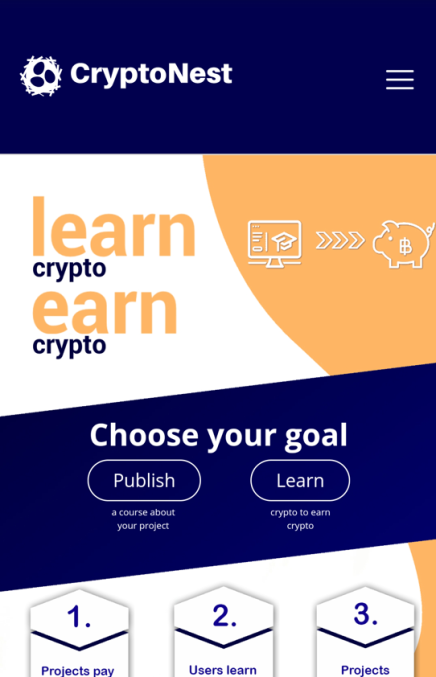 CryptoNest
learn
crypto
earn
crypto
Choose your goal
Publish
Learn
a course about
your project
crypto to earn
crypto
1.
2.
3.
Projects pay
Users learn
Projects